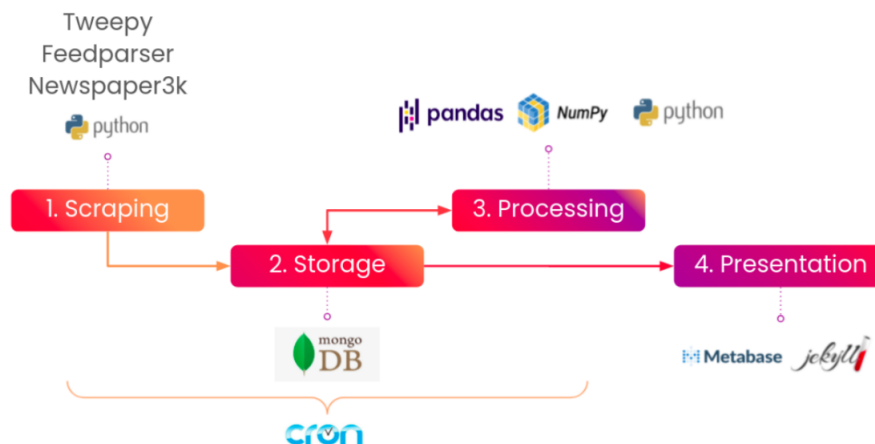 Tweepy
Feedparser
Newspaper3k
python
pandas
NumPy
python
1. Scraping
3. Processing
2. Storage
4. Presentation
mongo
DB
Metabase
jekyll
cron